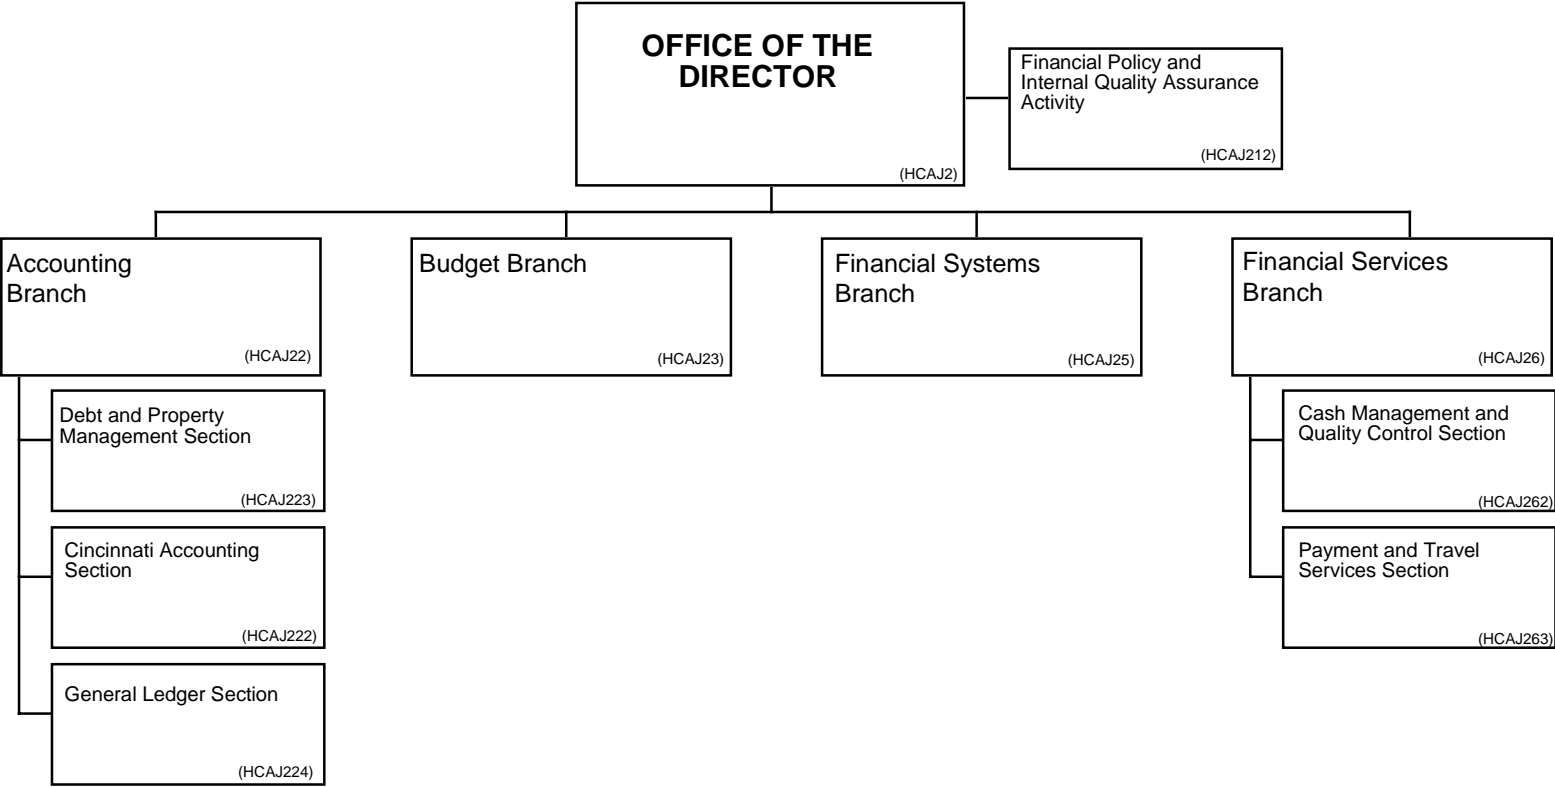 OFFICE OF THE
DIRECTOR
(HCAJ2)
Financial Policy and
Internal Quality Assurance
Activity
(HCAJ212)
Accounting
Branch
(HCAJ22)
Budget Branch
(HCAJ23)
Financial Systems
Branch
(HCAJ25)
Financial Services
Branch
(HCAJ26)
Debt and Property
Management Section
(HCAJ223)
Cincinnati Accounting
Section
(HCAJ222)
General Ledger Section
(HCAJ224)
Cash Management and
Quality Control Section
(HCAJ262)
Payment and Travel
Services Section
(HCAJ263)